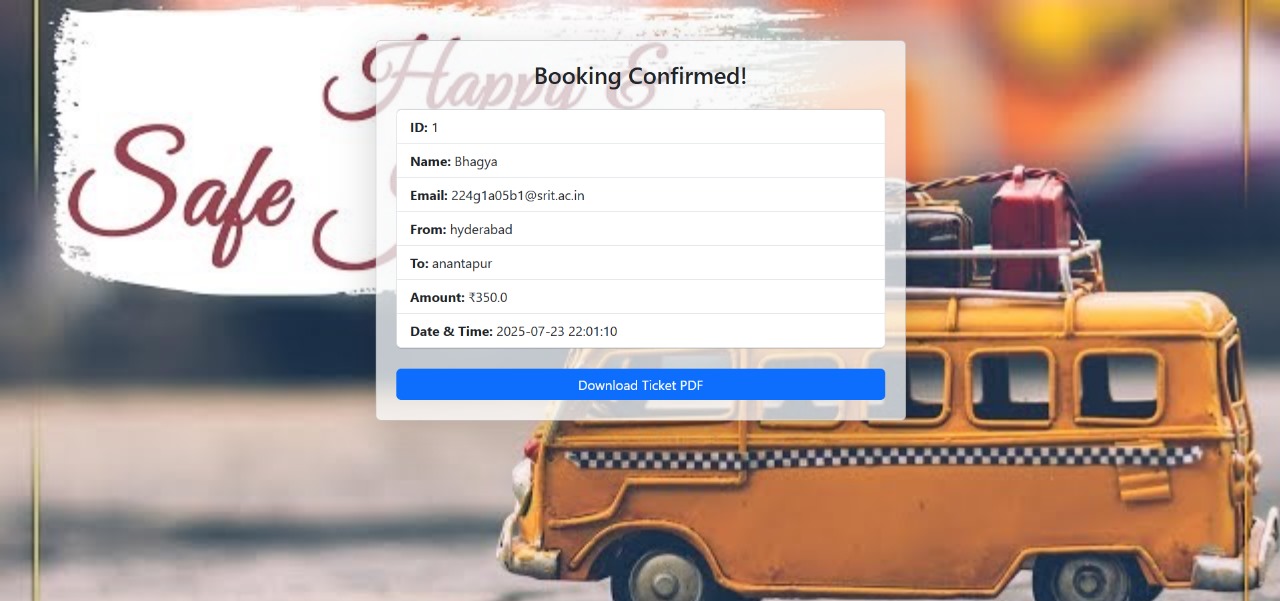 Happy &
Safe
Booking Confirmed!
ID: 1
Name: Bhagya
Email: 224g1a05b1@srit.ac.in
From: hyderabad
To: anantapur
Amount: ₹350.0
Date & Time: 2025-07-23 22:01:10
Download Ticket PDF